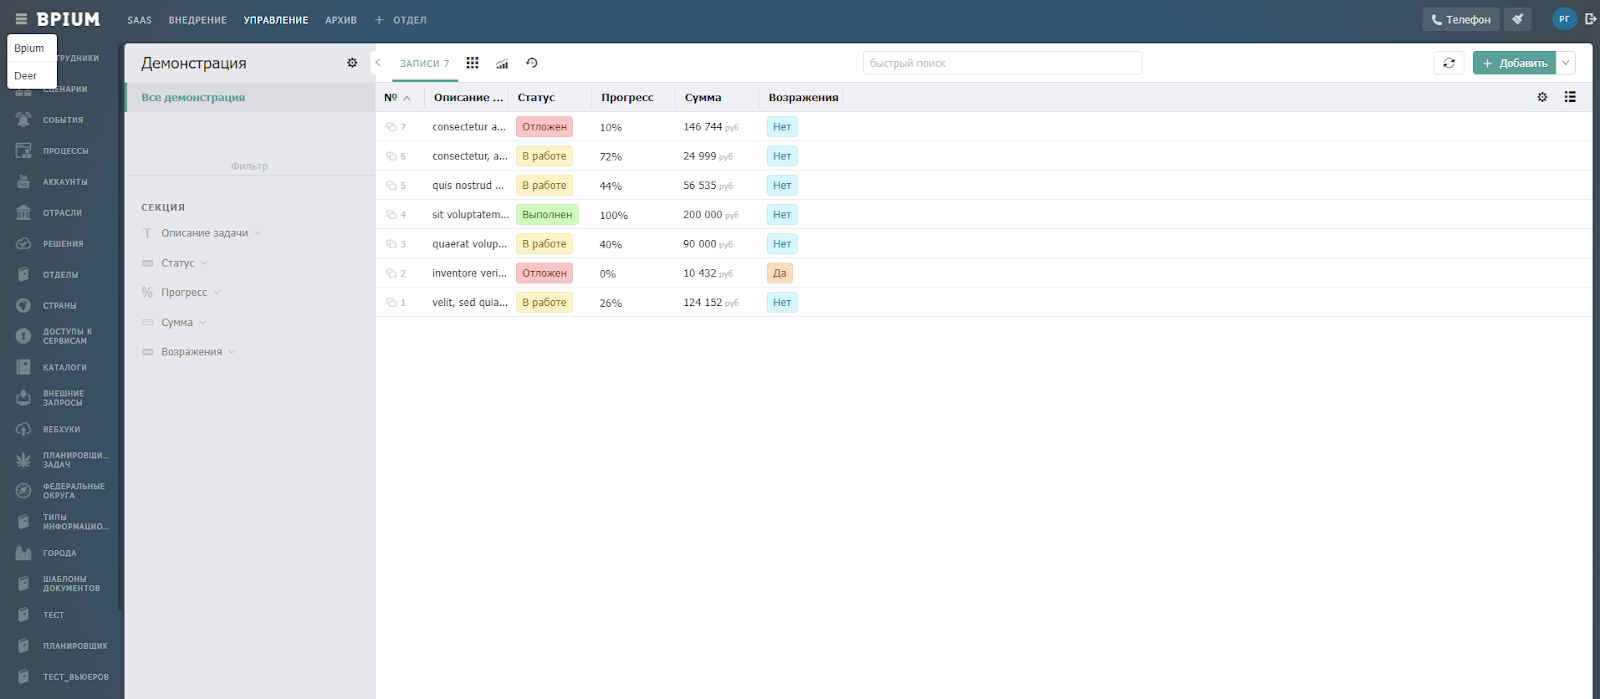 BPIUM
SAAS
ВНЕДРЕНИЕ
УПРАВЛЕНИЕ
АРХИВ
ОТДЕЛ
Телефон
РГ
Bpium
Deer
ТРУДНИКИ
СЦЕНАРИИ
СОБЫТИЯ
ПРОЦЕССЫ
АККАУНТЫ
ОТРАСЛИ
РЕШЕНИЯ
ОТДЕЛЫ
СТРАНЫ
ДОСТУПЫ К
СЕРВИСАМ
КАТАЛОГИ
ВНЕШНИЕ
ЗАПРОСЫ
ВЕБХУКИ
ПЛАНИРОВЩИ...
ЗАДАЧ
ФЕДЕРАЛЬНЫЕ
ОКРУГА
ТИПЫ
ИНФОРМАЦИО...
ГОРОДА
ШАБЛОНЫ
ДОКУМЕНТОВ
ТЕСТ
ПЛАНИРОВЩИК
ТЕСТ_ВЬЮЕРОВ
Демонстрация
Все демонстрация
Фильтр
СЕКЦИЯ
Описание задачи
Статус
Прогресс
Сумма
Возражения
ЗАПИСИ 7
быстрый поиск
Добавить
№ Описание ... Статус Прогресс Сумма Возражения
7 consectetur a... Отложен 10% 146 744 руб Нет
6 consectetur, a... В работе 72% 24 999 руб Нет
5 quis nostrud ... В работе 44% 56 535 руб Нет
4 sit voluptatem... Выполнен 100% 200 000 руб Нет
3 quaerat volup... В работе 40% 90 000 руб Нет
2 inventore veri... Отложен 0% 10 432 руб Да
1 velit, sed quia... В работе 26% 124 152 руб Нет